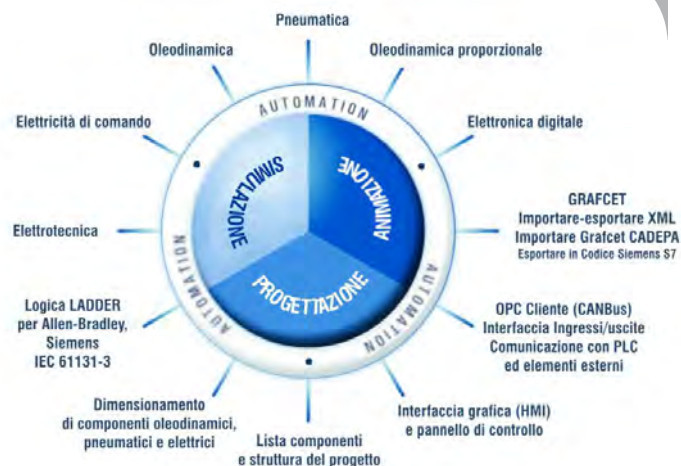 Pneumatica
Oleodinamica
Oleodinamica proporzionale
Elettricità di comando
Elettronica digitale
AUTOMATION
SIMULAZIONE
ANIMAZIONE
PROGETTAZIONE
AUTOMATION
AUTOMATION
Elettrotecnica
GRAFCET
Importare-esportare XML
Importare Grafcet CADEPA
Esportare in Codice Siemens S7
Logica LADDER
per Allen-Bradley,
Siemens
IEC 61131-3
OPC Cliente (CANBus)
Interfaccia Ingressi/uscite
Comunicazione con PLC
ed elementi esterni
Dimensionamento
di componenti oleodinamici,
pneumatici e elettrici
Lista componenti
e struttura del progetto
Interfaccia grafica (HMI)
e pannello di controllo